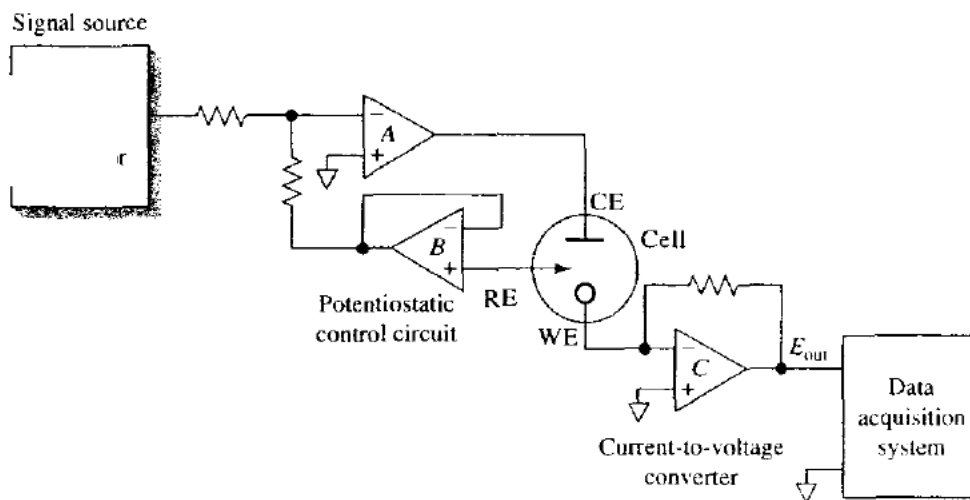 Signal source
r
−
A
+
CE
−
B
+
Cell
RE
Potentiostatic
control circuit
WE
−
C
+
E_out
Data
acquisition
system
Current-to-voltage
converter